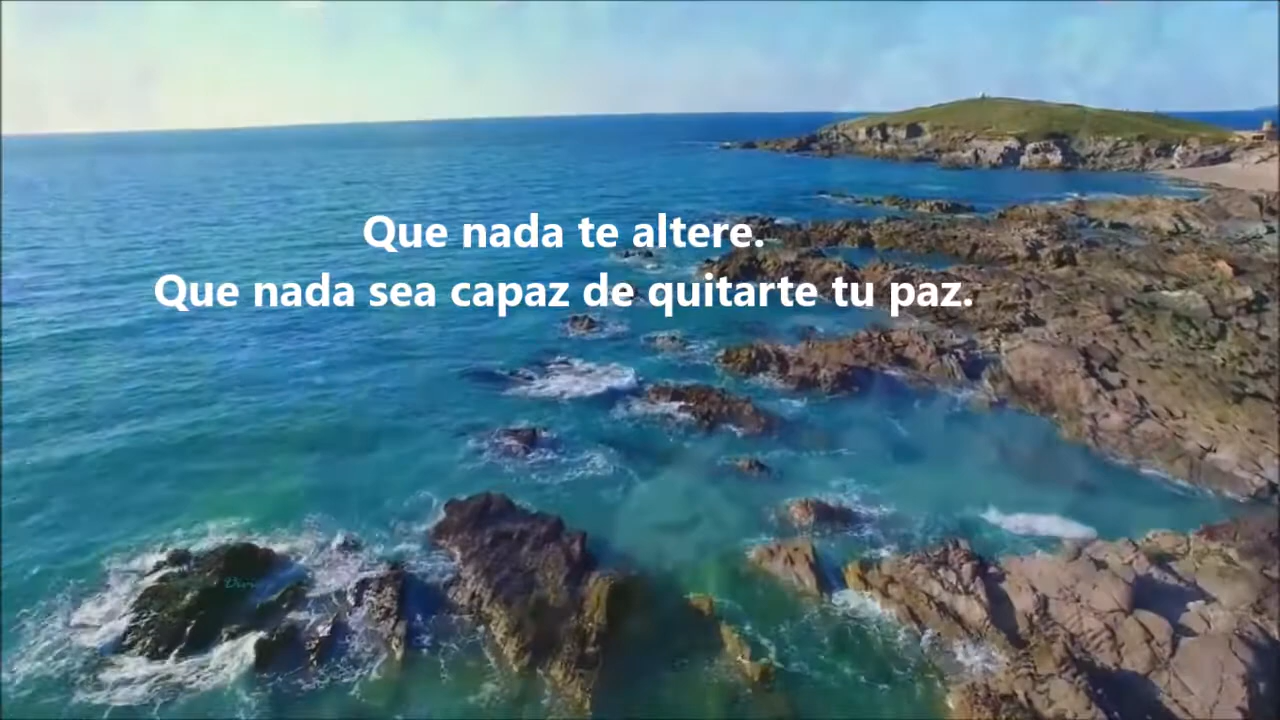 Que nada te altere.
Que nada sea capaz de quitarte tu paz.